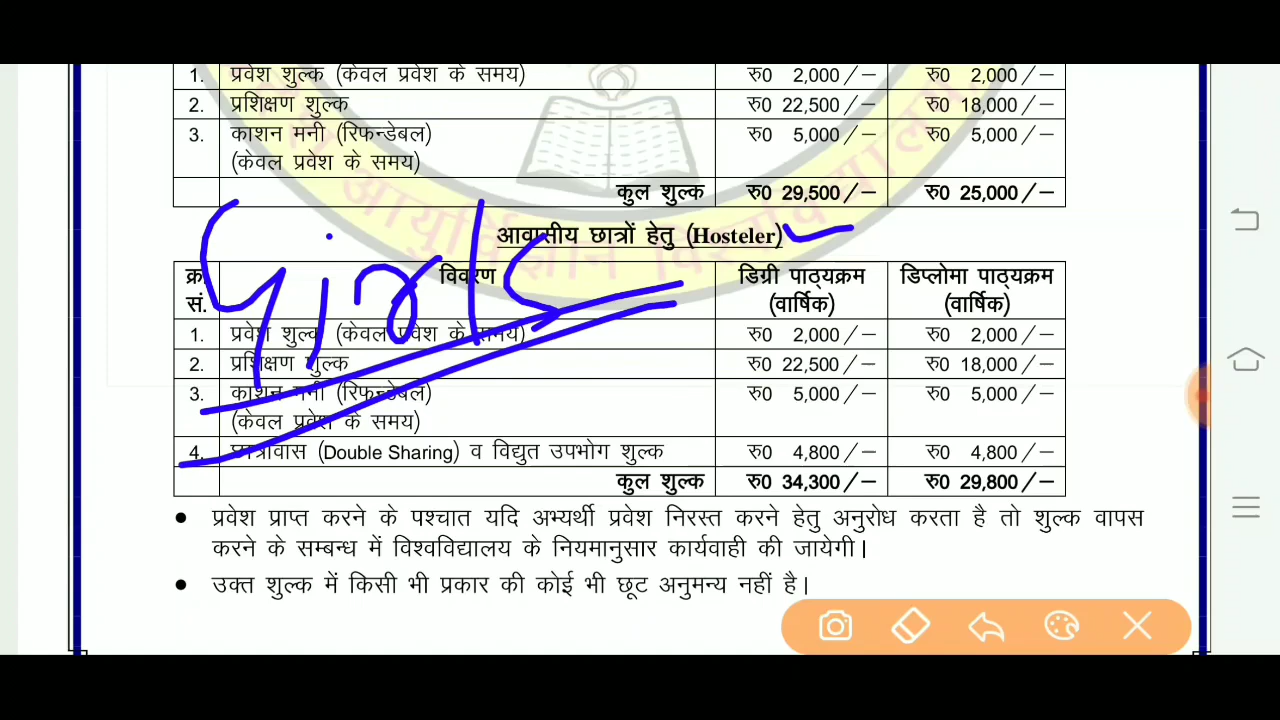 1. प्रवेश शुल्क (केवल प्रवेश के समय) रु0 2,000/– रु0 2,000/–
2. प्रशिक्षण शुल्क रु0 22,500/– रु0 18,000/–
3. काशन मनी (रिफन्डेबल) रु0 5,000/– रु0 5,000/–
(केवल प्रवेश के समय)
कुल शुल्क रु0 29,500/– रु0 25,000/–
आवासीय छात्रों हेतु (Hosteler)
Girls
क्र. विवरण डिग्री पाठ्यक्रम डिप्लोमा पाठ्यक्रम
सं. (वार्षिक) (वार्षिक)
1. प्रवेश शुल्क (केवल प्रवेश के समय) रु0 2,000/– रु0 2,000/–
2. प्रशिक्षण शुल्क रु0 22,500/– रु0 18,000/–
3. काशन मनी (रिफन्डेबल) रु0 5,000/– रु0 5,000/–
(केवल प्रवेश के समय)
4. छात्रावास (Double Sharing) व विद्युत उपभोग शुल्क रु0 4,800/– रु0 4,800/–
कुल शुल्क रु0 34,300/– रु0 29,800/–
● प्रवेश प्राप्त करने के पश्चात यदि अभ्यर्थी प्रवेश निरस्त करने हेतु अनुरोध करता है तो शुल्क वापस
करने के सम्बन्ध में विश्वविद्यालय के नियमानुसार कार्यवाही की जायेगी।
● उक्त शुल्क में किसी भी प्रकार की कोई भी छूट अनुमन्य नहीं है।